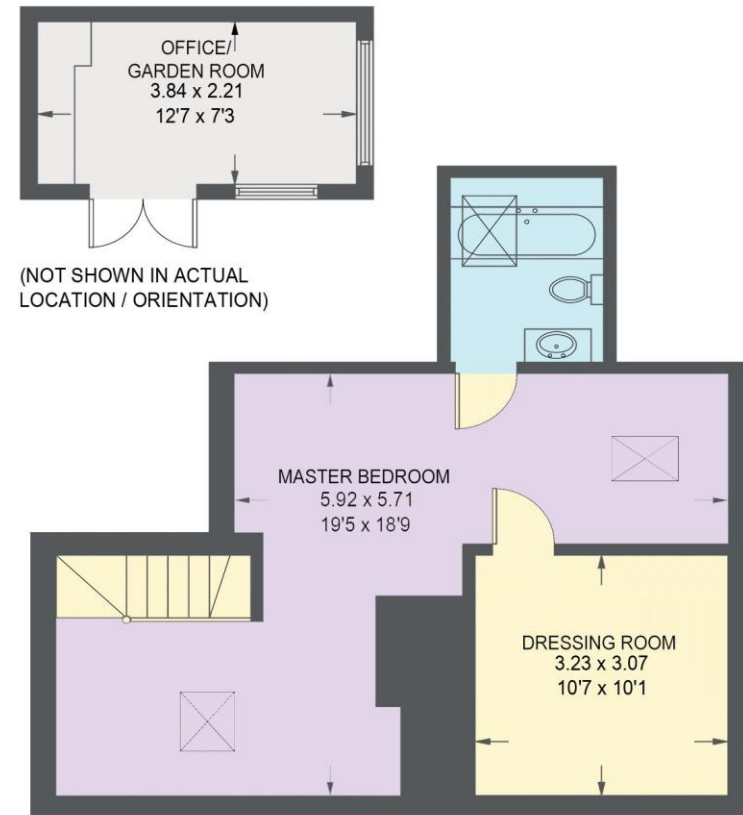 OFFICE/
GARDEN ROOM
3.84 x 2.21
12'7 x 7'3
(NOT SHOWN IN ACTUAL
LOCATION / ORIENTATION)
MASTER BEDROOM
5.92 x 5.71
19'5 x 18'9
DRESSING ROOM
3.23 x 3.07
10'7 x 10'1